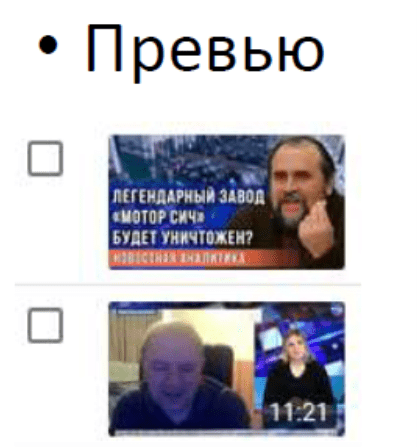 • Превью
ЛЕГЕНДАРНЫЙ ЗАВОД
«МОТОР СИЧ»
БУДЕТ УНИЧТОЖЕН?
НОВОСТНАЯ АНАЛИТИКА
11:21